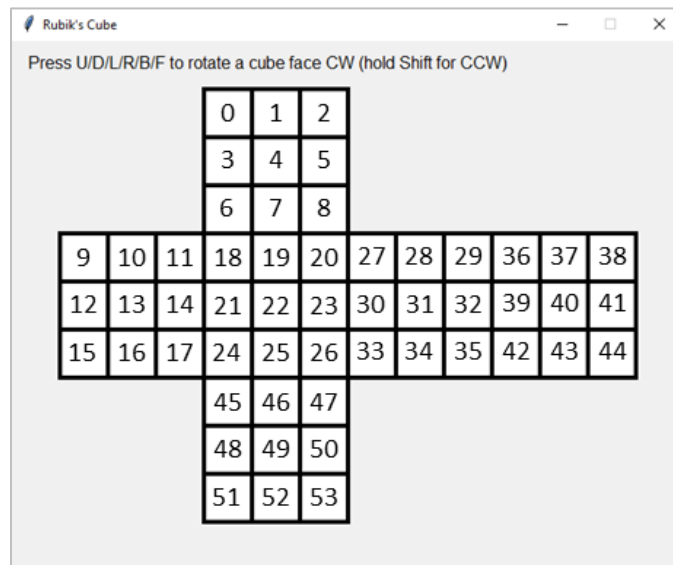 Rubik's Cube
Press U/D/L/R/B/F to rotate a cube face CW (hold Shift for CCW)
0 1 2
3 4 5
6 7 8
9 10 11 18 19 20 27 28 29 36 37 38
12 13 14 21 22 23 30 31 32 39 40 41
15 16 17 24 25 26 33 34 35 42 43 44
45 46 47
48 49 50
51 52 53